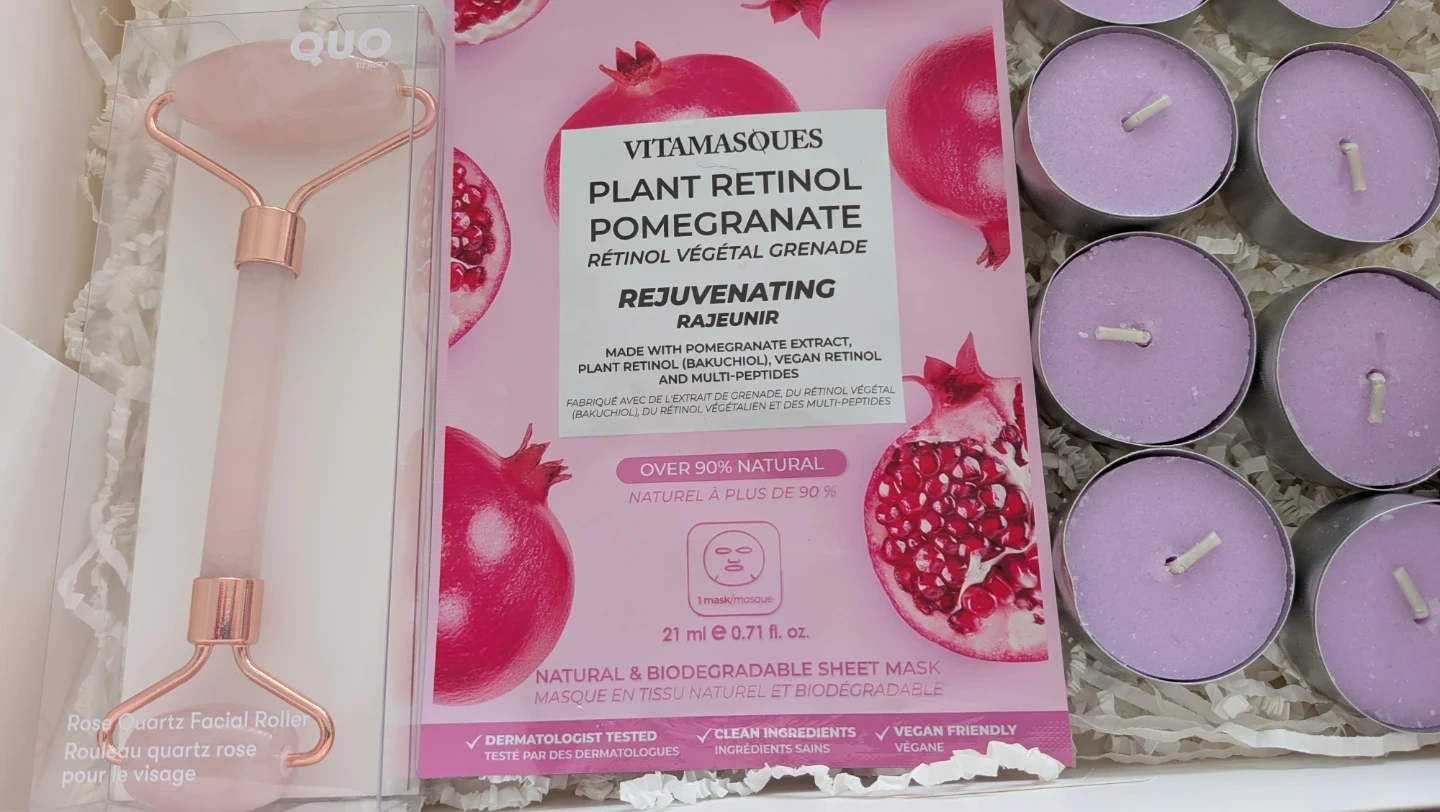 QUO
BEAUTY
Rose Quartz Facial Roller
Rouleau quartz rose
pour le visage
VITAMASQUES
PLANT RETINOL
POMEGRANATE
RÉTINOL VÉGÉTAL GRENADE
REJUVENATING
RAJEUNIR
MADE WITH POMEGRANATE EXTRACT,
PLANT RETINOL (BAKUCHIOL), VEGAN RETINOL
AND MULTI-PEPTIDES
FABRIQUÉ AVEC DE L'EXTRAIT DE GRENADE, DU RÉTINOL VÉGÉTAL
(BAKUCHIOL), DU RÉTINOL VÉGÉTALIEN ET DES MULTI-PEPTIDES
OVER 90% NATURAL
NATUREL À PLUS DE 90 %
1 mask/masque
21 ml e 0.71 fl. oz.
NATURAL & BIODEGRADABLE SHEET MASK
MASQUE EN TISSU NATUREL ET BIODÉGRADABLE
✓ DERMATOLOGIST TESTED ✓ CLEAN INGREDIENTS ✓ VEGAN FRIENDLY
TESTÉ PAR DES DERMATOLOGUES INGRÉDIENTS SAINS VÉGANE